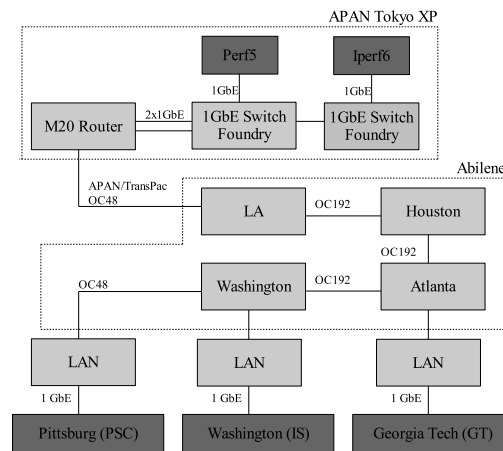 APAN Tokyo XP
Perf5
Iperf6
1GbE
1GbE
M20 Router
2x1GbE
1GbE Switch
Foundry
1GbE Switch
Foundry
Abilene
APAN/TransPac
OC48
LA
OC192
Houston
OC192
OC48
Washington
OC192
Atlanta
LAN
LAN
LAN
1 GbE
1 GbE
1 GbE
Pittsburg (PSC)
Washington (IS)
Georgia Tech (GT)